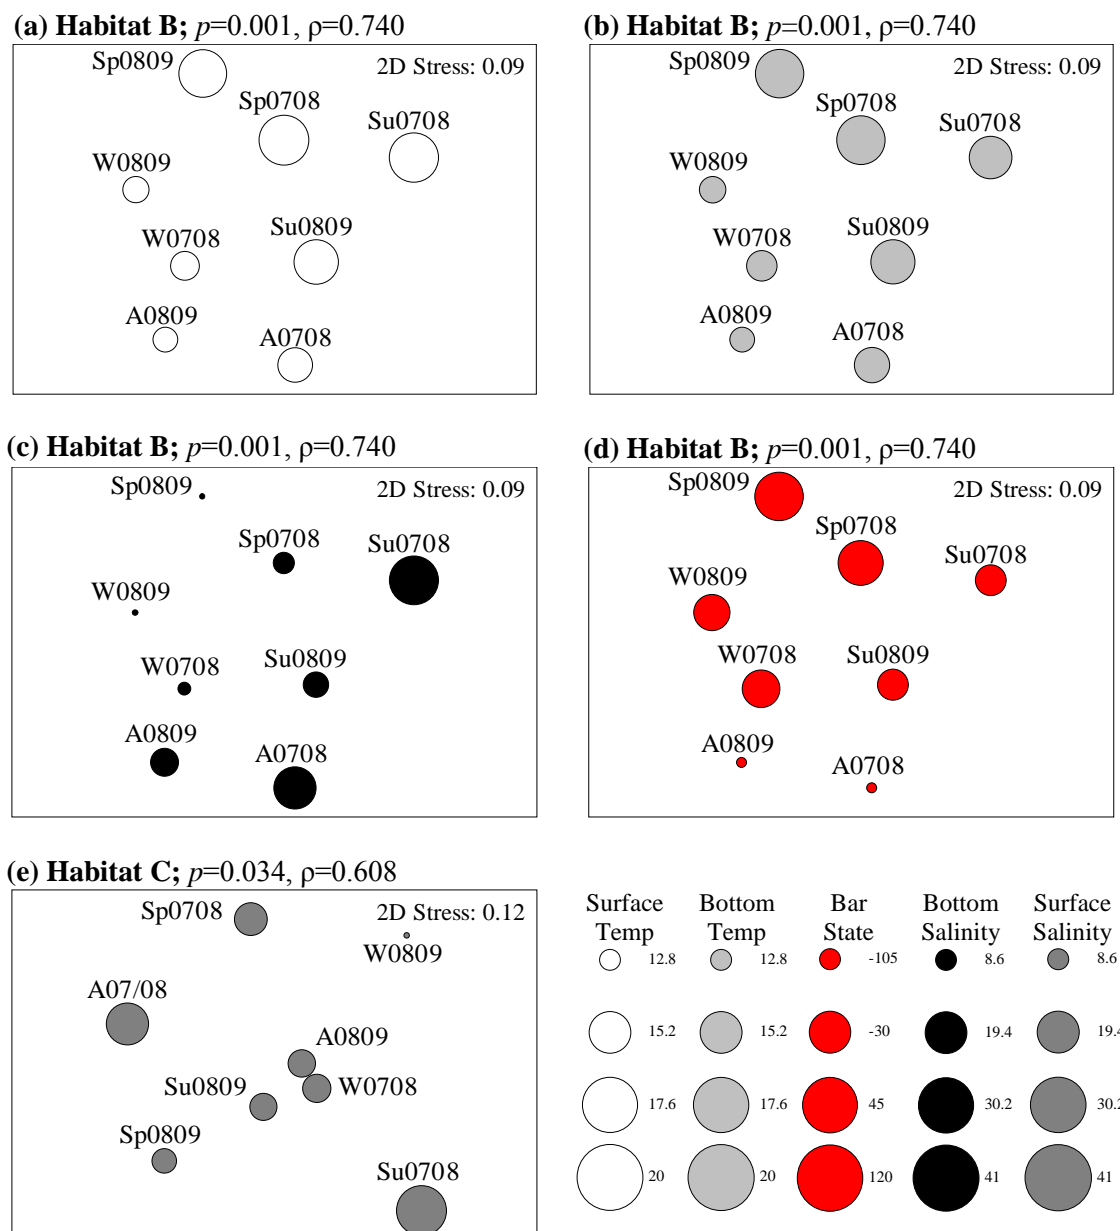 (a) Habitat B; p=0.001, ρ=0.740
2D Stress: 0.09
Sp0809
Sp0708
Su0708
W0809
W0708
Su0809
A0809
A0708
(b) Habitat B; p=0.001, ρ=0.740
2D Stress: 0.09
Sp0809
Sp0708
Su0708
W0809
W0708
Su0809
A0809
A0708
(c) Habitat B; p=0.001, ρ=0.740
2D Stress: 0.09
Sp0809
Sp0708
Su0708
W0809
W0708
Su0809
A0809
A0708
(d) Habitat B; p=0.001, ρ=0.740
2D Stress: 0.09
Sp0809
Sp0708
Su0708
W0809
W0708
Su0809
A0809
A0708
(e) Habitat C; p=0.034, ρ=0.608
2D Stress: 0.12
Sp0708
W0809
A07/08
A0809
Su0809
W0708
Sp0809
Su0708
Surface Bottom Bar Bottom Surface
Temp Temp State Salinity Salinity
12.8 12.8 -105 8.6 8.6
15.2 15.2 -30 19.4 19.4
17.6 17.6 45 30.2 30.2
20 20 120 41 41